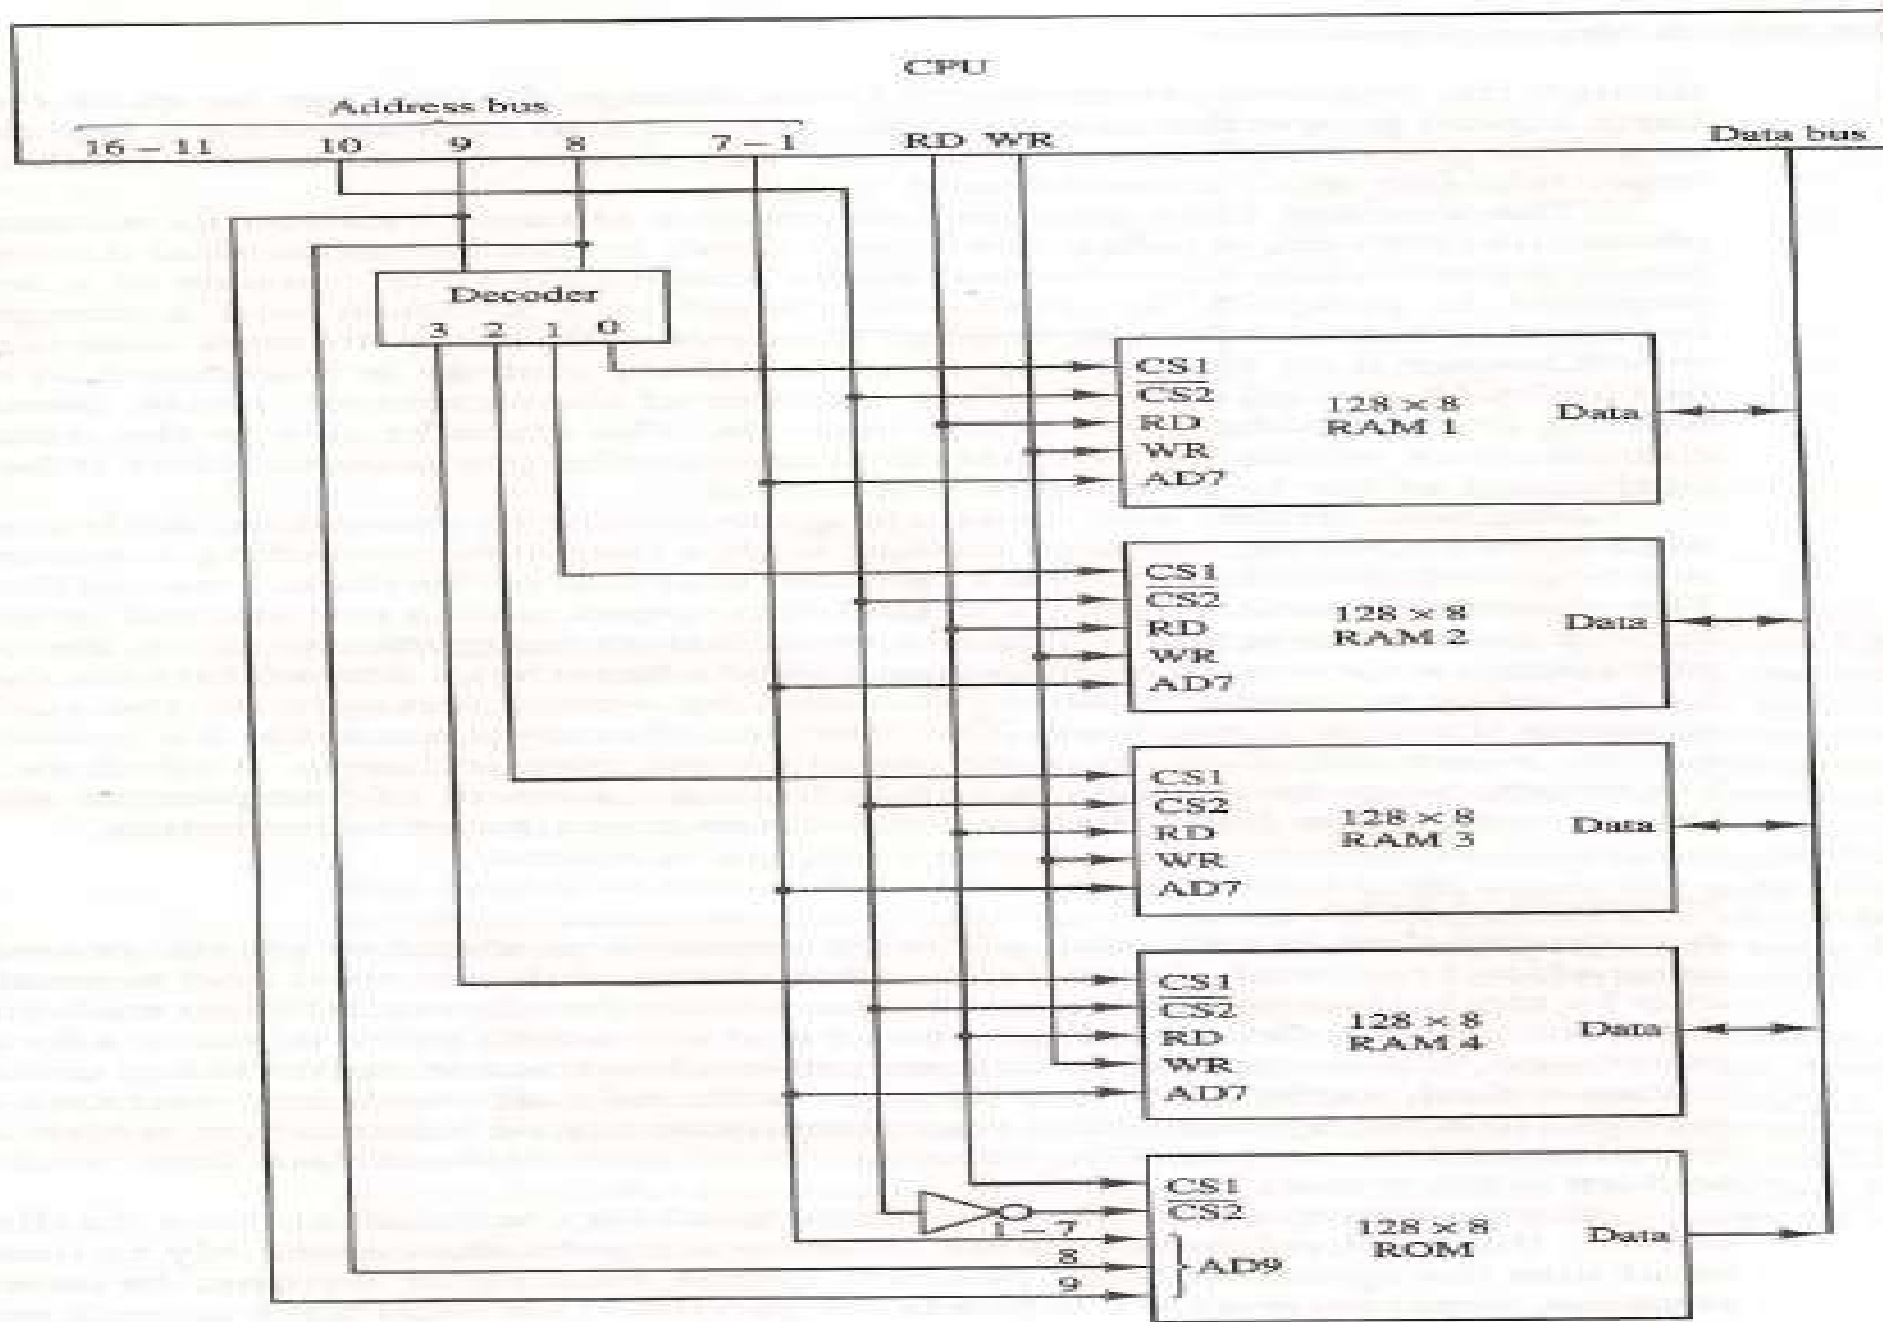 CPU
Address bus
16 – 11 10 9 8 7 – 1 RD WR Data bus
Decoder
3 2 1 0
CS1
CS2
RD
WR
AD7
128 × 8
RAM 1
Data
CS1
CS2
RD
WR
AD7
128 × 8
RAM 2
Data
CS1
CS2
RD
WR
AD7
128 × 8
RAM 3
Data
CS1
CS2
RD
WR
AD7
128 × 8
RAM 4
Data
CS1
CS2
1 – 7
8
9
AD9
128 × 8
ROM
Data